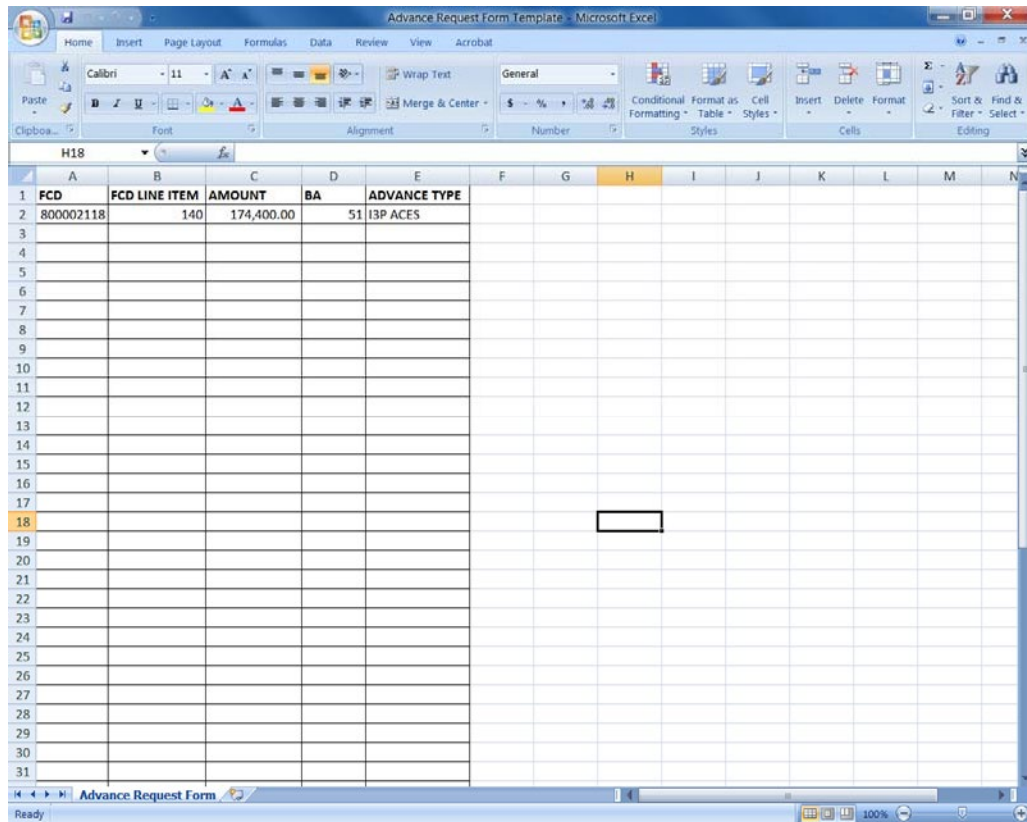 Advance Request Form Template - Microsoft Excel
Home Insert Page Layout Formulas Data Review View Acrobat
Paste
Calibri 11 A A
B I U A
Wrap Text
Merge & Center
General
$ % ,
Conditional Formatting
Format as Table
Cell Styles
Insert Delete Format
Σ
Sort & Filter
Find & Select
Clipboa... Font Alignment Number Styles Cells Editing
H18 fx
A B C D E F G H I J K L M N
1 FCD FCD LINE ITEM AMOUNT BA ADVANCE TYPE
2 800002118 140 174,400.00 51 I3P ACES
3
4
5
6
7
8
9
10
11
12
13
14
15
16
17
18
19
20
21
22
23
24
25
26
27
28
29
30
31
Advance Request Form
Ready 100%